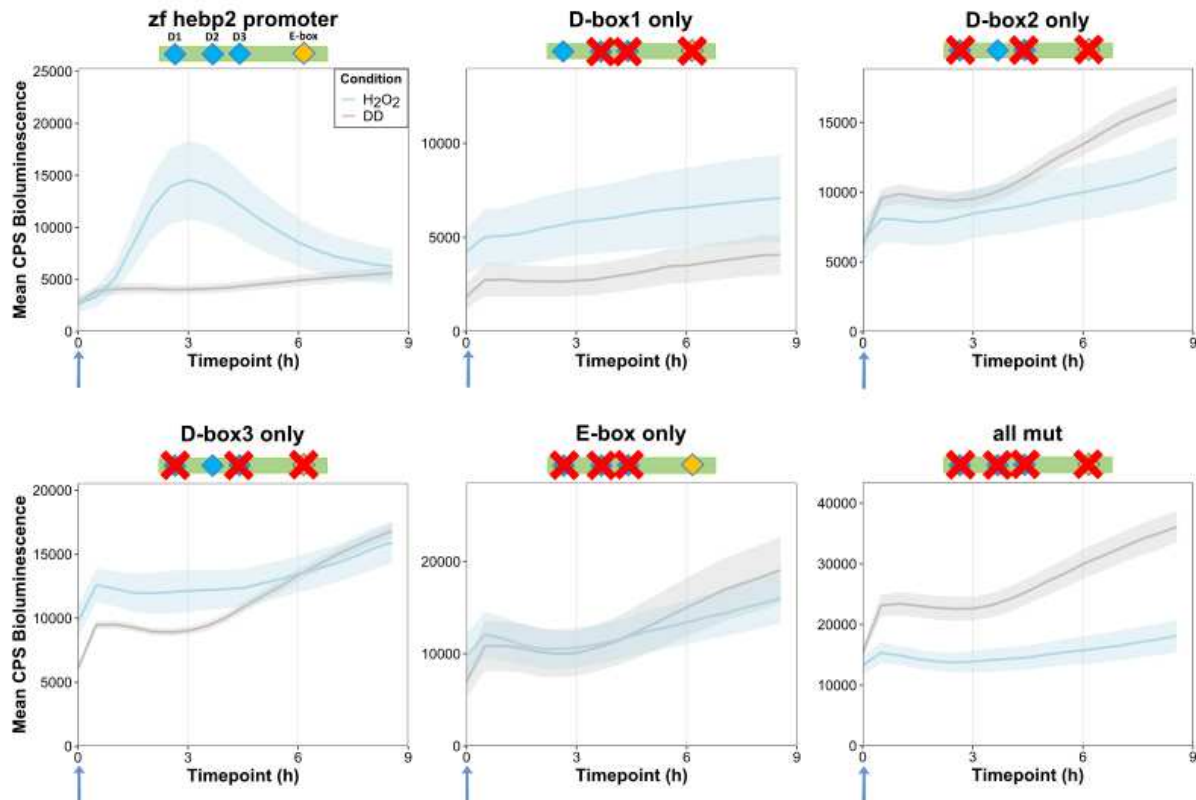 zf hebp2 promoter
D1 D2 D3 E-box
Mean CPS Bioluminescence
25000
20000
15000
10000
5000
0
Condition
H₂O₂
DD
0 3 6 9
Timepoint (h)
D-box1 only
10000
5000
0
0 3 6 9
Timepoint (h)
D-box2 only
15000
10000
5000
0
0 3 6 9
Timepoint (h)
D-box3 only
Mean CPS Bioluminescence
20000
15000
10000
5000
0
0 3 6 9
Timepoint (h)
E-box only
20000
10000
0
0 3 6 9
Timepoint (h)
all mut
40000
30000
20000
10000
0
0 3 6 9
Timepoint (h)